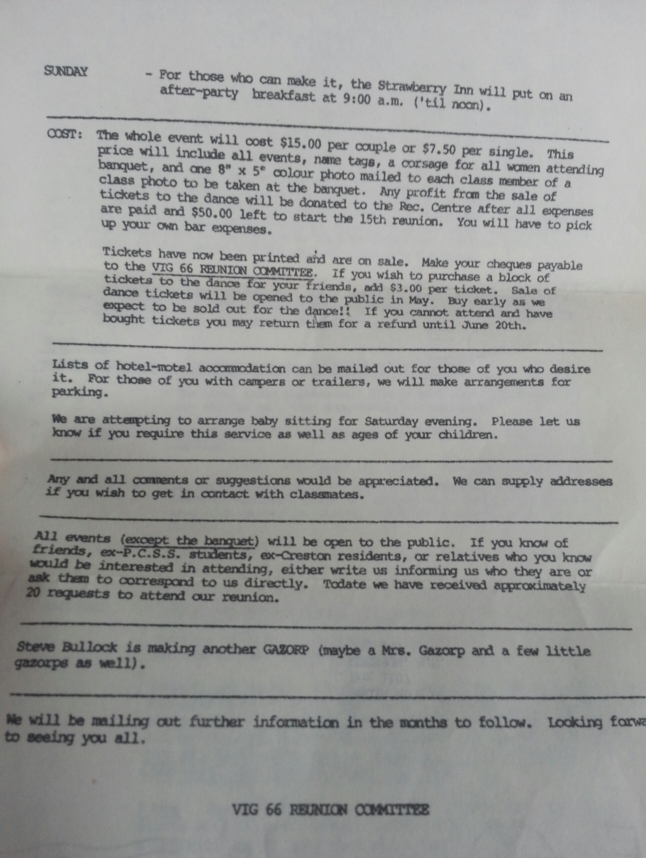 SUNDAY - For those who can make it, the Strawberry Inn will put on an
after-party breakfast at 9:00 a.m. ('til noon).
COST: The whole event will cost $15.00 per couple or $7.50 per single. This
price will include all events, name tags, a corsage for all women attending
banquet, and one 8" x 5" colour photo mailed to each class member of a
class photo to be taken at the banquet. Any profit from the sale of
tickets to the dance will be donated to the Rec. Centre after all expenses
are paid and $50.00 left to start the 15th reunion. You will have to pick
up your own bar expenses.
Tickets have now been printed and are on sale. Make your cheques payable
to the VIG 66 REUNION COMMITTEE. If you wish to purchase a block of
tickets to the dance for your friends, add $3.00 per ticket. Sale of
dance tickets will be opened to the public in May. Buy early as we
expect to be sold out for the dance!! If you cannot attend and have
bought tickets you may return them for a refund until June 20th.
Lists of hotel-motel accommodation can be mailed out for those of you who desire
it. For those of you with campers or trailers, we will make arrangements for
parking.
We are attempting to arrange baby sitting for Saturday evening. Please let us
know if you require this service as well as ages of your children.
Any and all comments or suggestions would be appreciated. We can supply addresses
if you wish to get in contact with classmates.
All events (except the banquet) will be open to the public. If you know of
friends, ex-P.C.S.S. students, ex-Creston residents, or relatives who you know
would be interested in attending, either write us informing us who they are or
ask them to correspond to us directly. Todate we have received approximately
20 requests to attend our reunion.
Steve Bullock is making another GAZORP (maybe a Mrs. Gazorp and a few little
gazorps as well).
We will be mailing out further information in the months to follow. Looking forwa
to seeing you all.
VIG 66 REUNION COMMITTEE